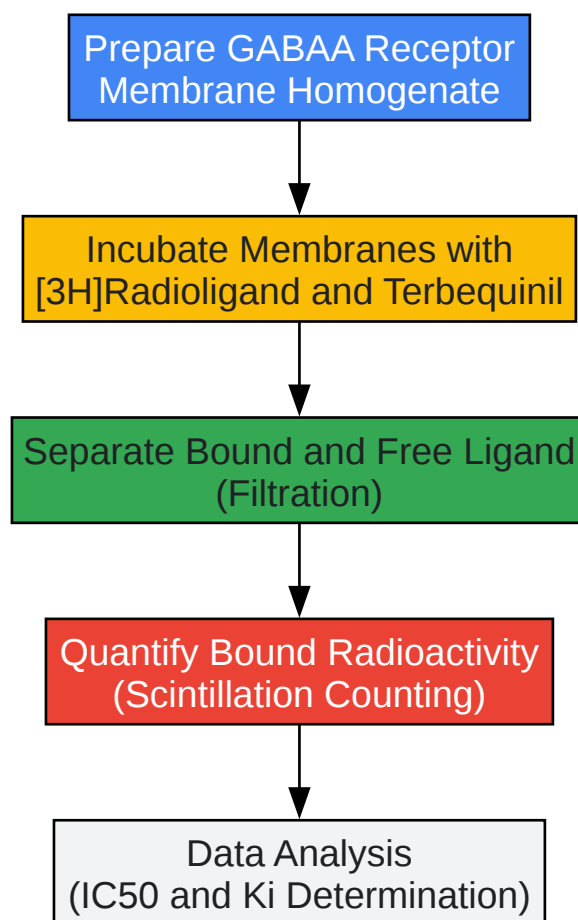 Prepare GABAA Receptor
Membrane Homogenate
Incubate Membranes with
[3H]Radioligand and Terbequinil
Separate Bound and Free Ligand
(Filtration)
Quantify Bound Radioactivity
(Scintillation Counting)
Data Analysis
(IC50 and Ki Determination)